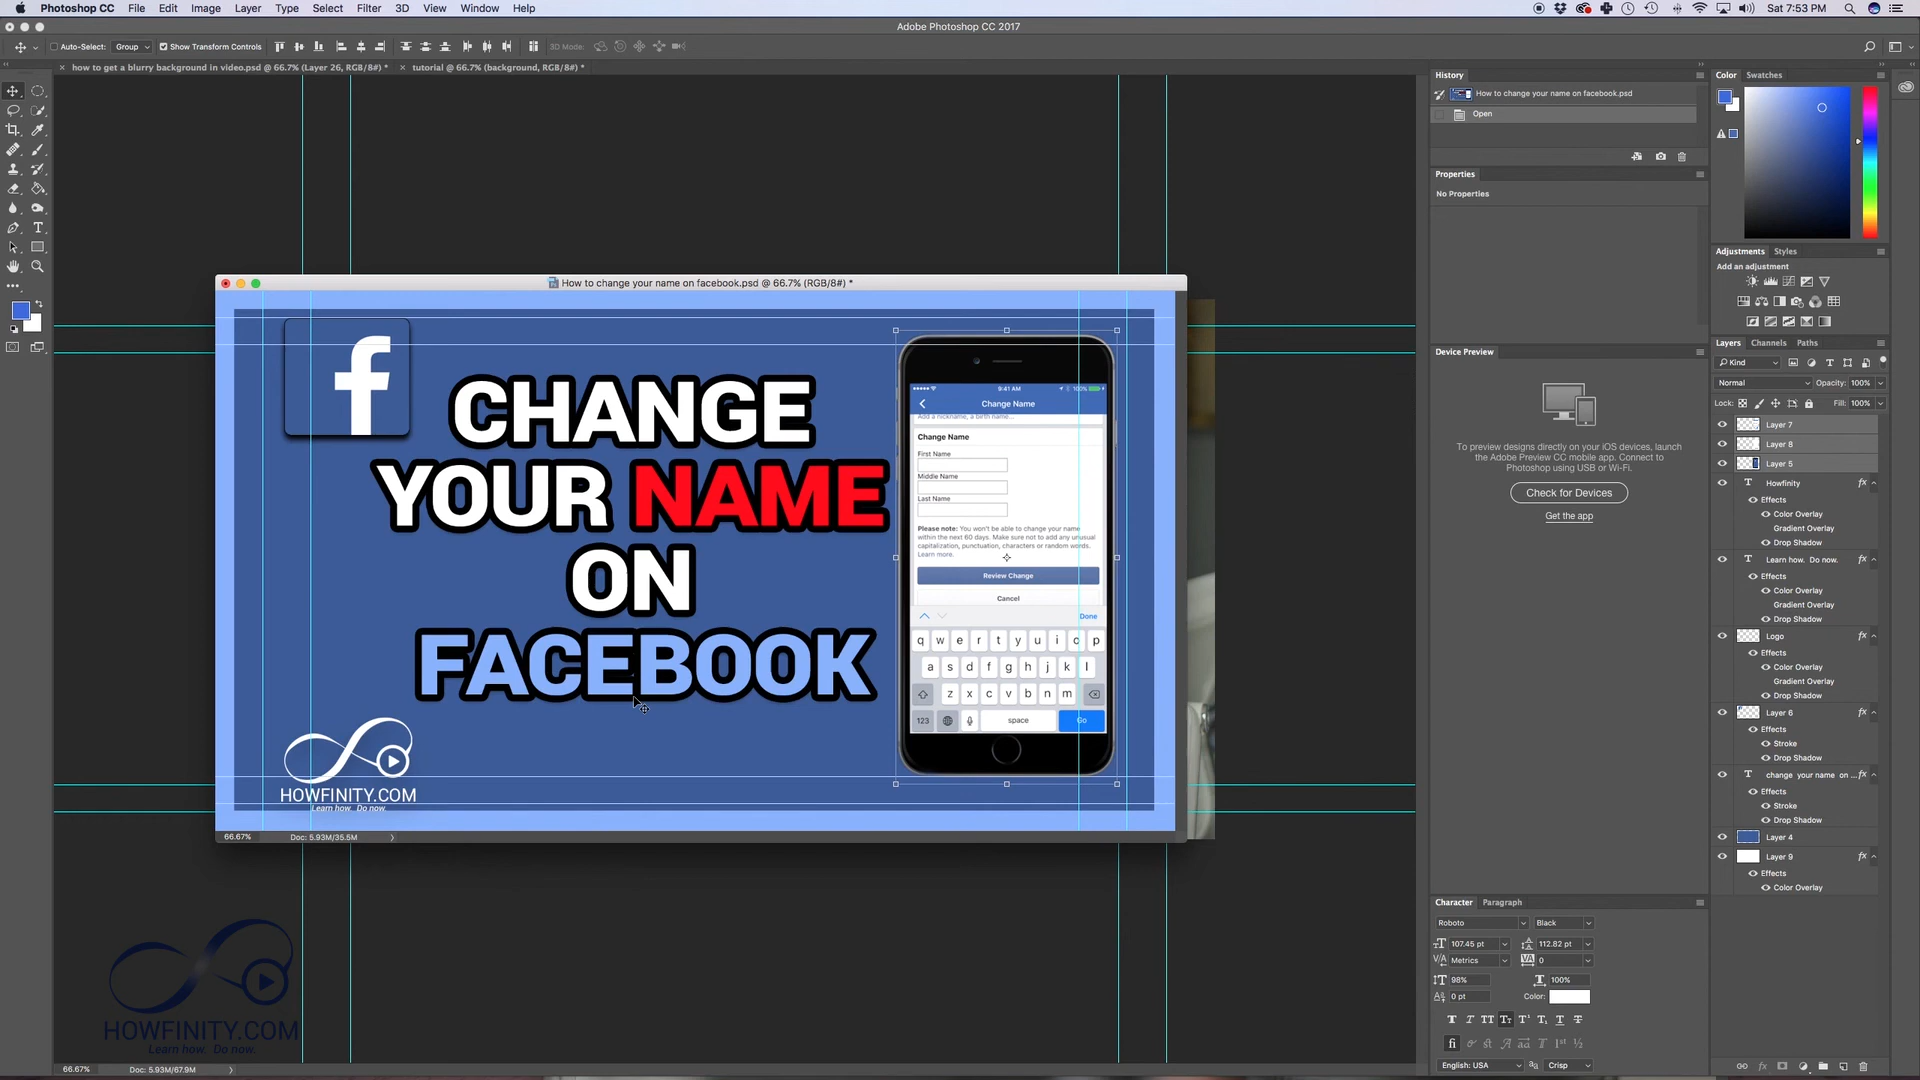 Photoshop CC File Edit Image Layer Type Select Filter 3D View Window Help
Sat 7:53 PM
Adobe Photoshop CC 2017
Auto-Select: Group Show Transform Controls 3D Mode:
how to get a blurry background in video.psd @ 66.7% (Layer 26, RGB/8#) *
tutorial @ 66.7% (background, RGB/8#) *
How to change your name on facebook.psd @ 66.7% (RGB/8#) *
f
CHANGE
YOUR NAME
ON
FACEBOOK
HOWFINITY.COM
Learn how. Do now.
9:41 AM 100%
Change Name
Add a nickname, a birth name...
Change Name
First Name
Middle Name
Last Name
Please note: You won't be able to change your name
within the next 60 days. Make sure not to add any unusual
capitalization, punctuation, characters or random words.
Learn more.
Review Change
Cancel
Done
q w e r t y u i o p
a s d f g h j k l
z x c v b n m
123 space Go
66.67% Doc: 5.93M/35.5M
HOWFINITY.COM
Learn how. Do now.
66.67% Doc: 5.93M/67.9M
History
How to change your name on facebook.psd
Open
Properties
No Properties
Device Preview
To preview designs directly on your iOS devices, launch
the Adobe Preview CC mobile app. Connect to
Photoshop using USB or Wi-Fi.
Check for Devices
Get the app
Character Paragraph
Roboto Black
107.45 pt 112.82 pt
Metrics 0
98% 100%
0 pt Color:
English: USA Crisp
Color Swatches
Adjustments Styles
Add an adjustment
Layers Channels Paths
Kind
Normal Opacity: 100%
Lock: Fill: 100%
Layer 7
Layer 8
Layer 5
Howfinity fx
Effects
Color Overlay
Gradient Overlay
Drop Shadow
Learn how. Do now. fx
Effects
Color Overlay
Gradient Overlay
Drop Shadow
Logo fx
Effects
Color Overlay
Gradient Overlay
Drop Shadow
Layer 6 fx
Effects
Stroke
Drop Shadow
change your name on ... fx
Effects
Stroke
Drop Shadow
Layer 4
Layer 9 fx
Effects
Color Overlay